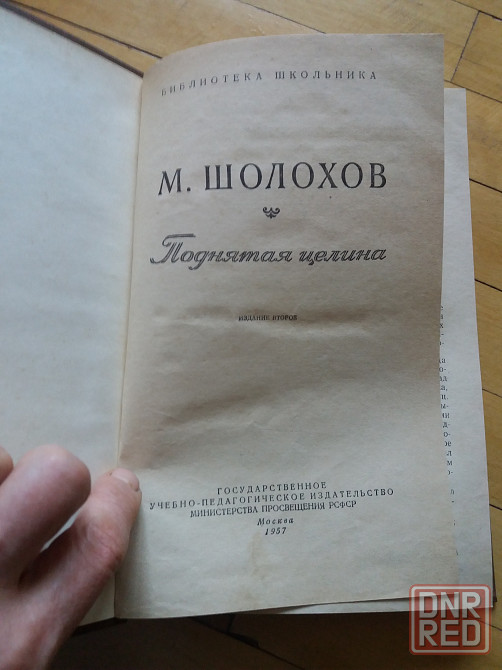 БИБЛИОТЕКА ШКОЛЬНИКА
М. ШОЛОХОВ
Поднятая целина
ИЗДАНИЕ ВТОРОЕ
ГОСУДАРСТВЕННОЕ
УЧЕБНО-ПЕДАГОГИЧЕСКОЕ ИЗДАТЕЛЬСТВО
МИНИСТЕРСТВА ПРОСВЕЩЕНИЯ РСФСР
Москва
1957
DNR
RED